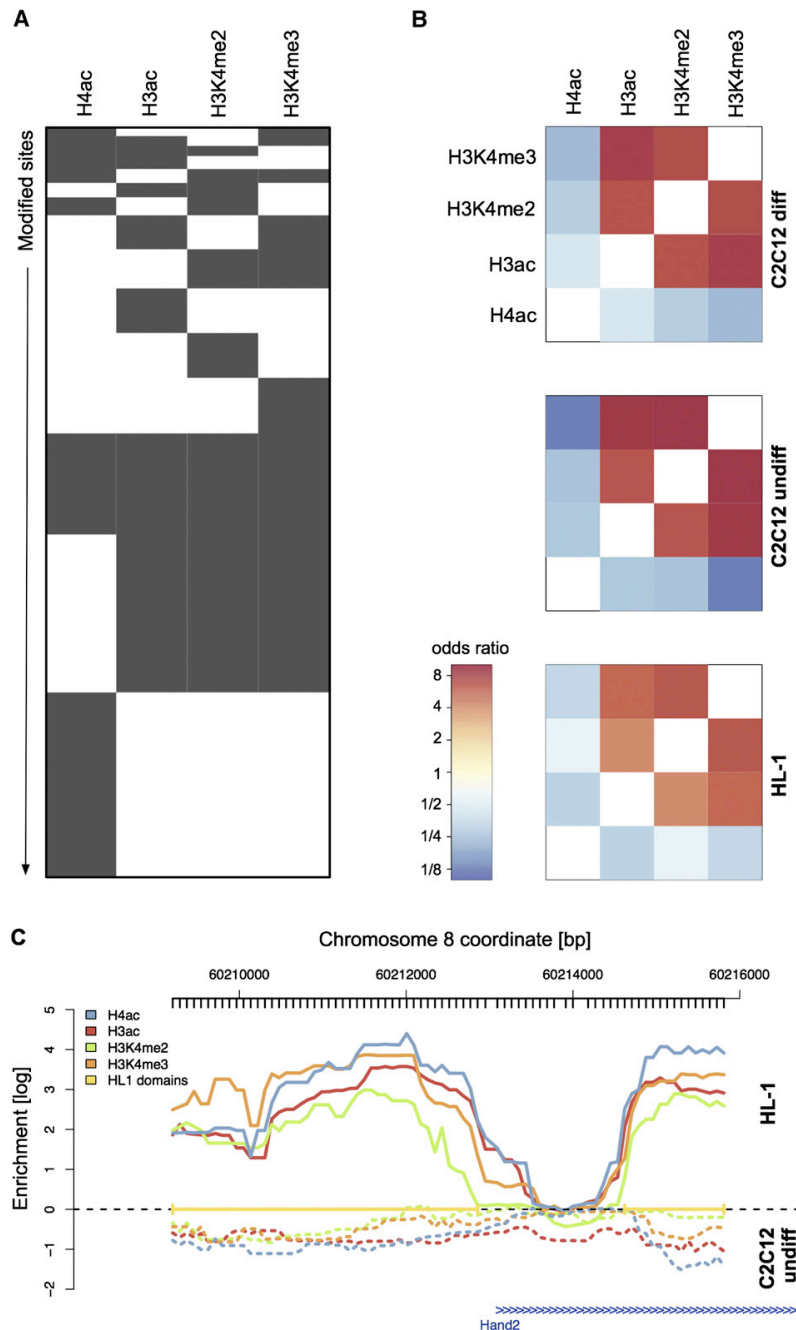 A
H4ac
H3ac
H3K4me2
H3K4me3
Modified sites
B
H4ac
H3ac
H3K4me2
H3K4me3
H3K4me3
H3K4me2
H3ac
H4ac
C2C12 diff
C2C12 undiff
odds ratio
8
4
2
1
1/2
1/4
1/8
HL-1
C
Chromosome 8 coordinate [bp]
60210000 60212000 60214000 60216000
5
4
3
2
1
0
-1
-2
Enrichment [log]
H4ac
H3ac
H3K4me2
H3K4me3
HL1 domains
HL-1
C2C12
undiff
Hand2